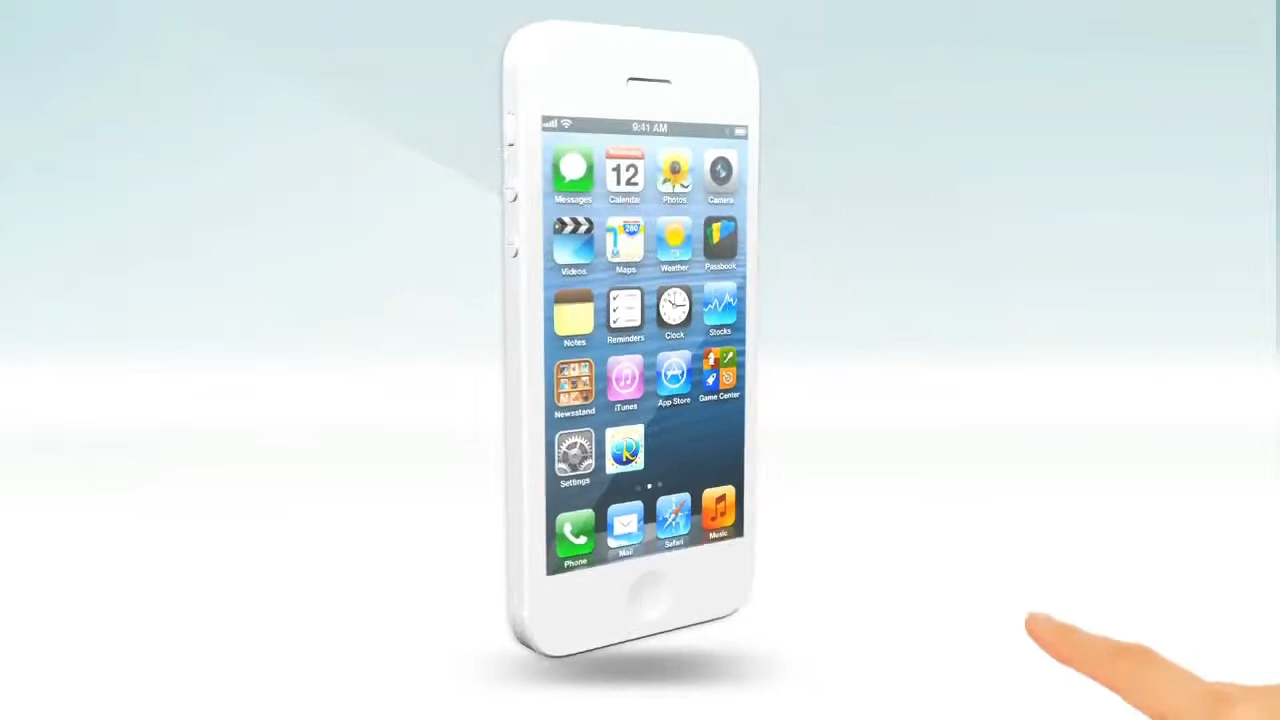 9:41 AM
12
Messages Calendar Photos Camera
280
Videos Maps Weather Passbook
Notes Reminders Clock Stocks
Newsstand iTunes App Store Game Center
R
Settings
Phone Mail Safari Music